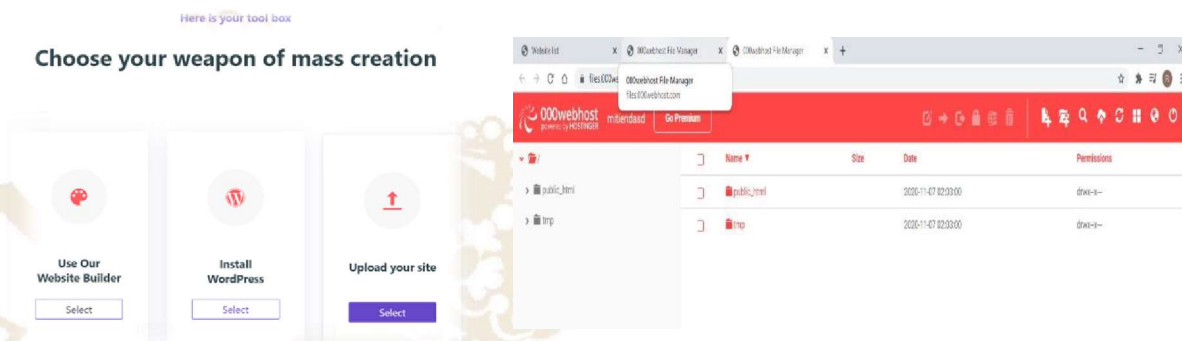 Here is your tool box
Choose your weapon of mass creation
Use Our
Website Builder
Select
Install
WordPress
Select
Upload your site
Select
Website list
000webhost File Manager
000webhost File Manager
000webhost File Manager
files.000webhost.com
000webhost
powered by HOSTINGER
mitiendasd
Go Premium
/
public_html
tmp
Name
Size
Date
Permissions
public_html
2020-11-07 02:03:00
tmp
2020-11-07 02:03:00